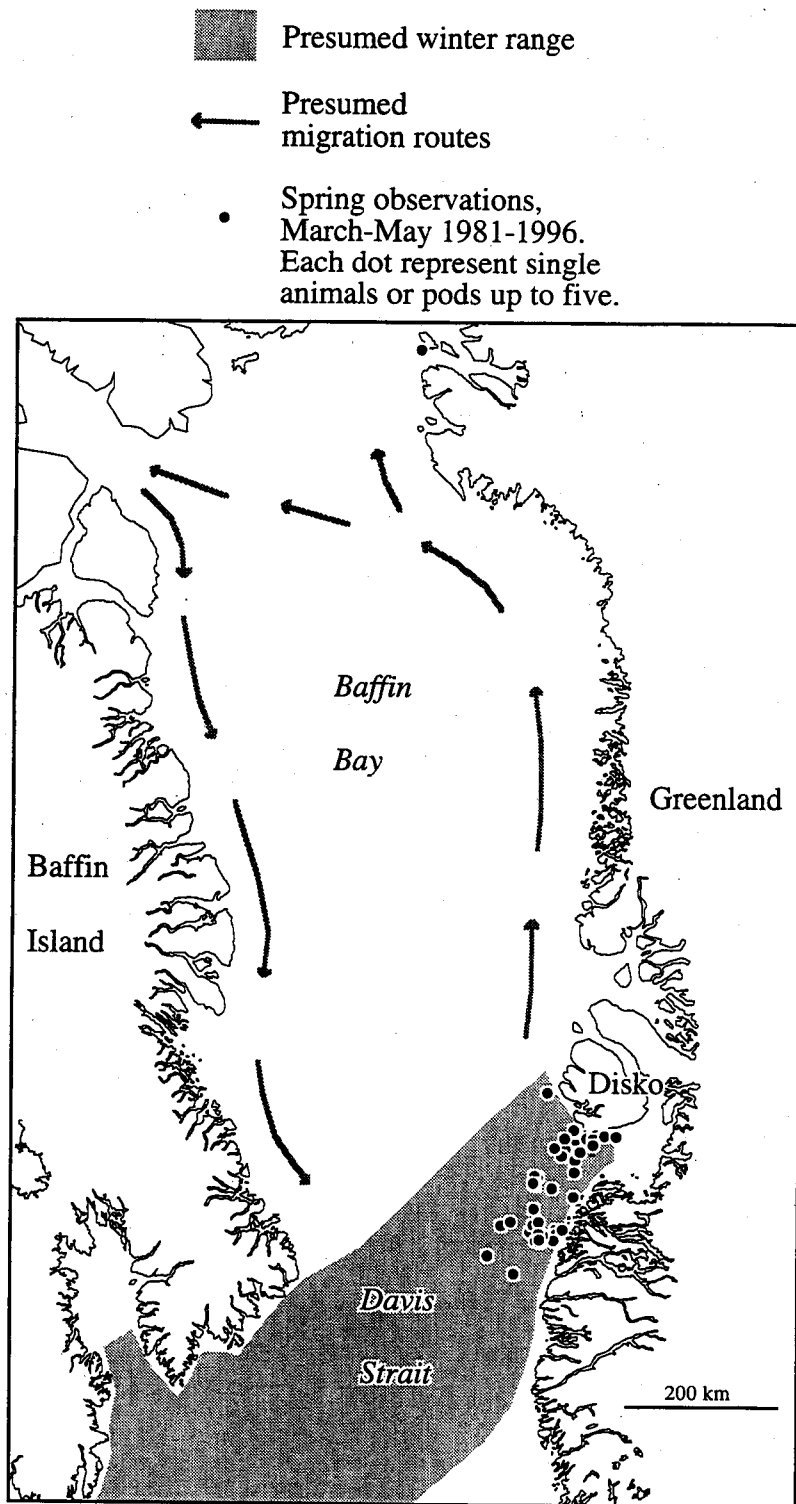 Presumed winter range
Presumed
migration routes
Spring observations,
March-May 1981-1996.
Each dot represent single
animals or pods up to five.
Baffin
Bay
Greenland
Baffin
Island
Disko
Davis
Strait
200 km